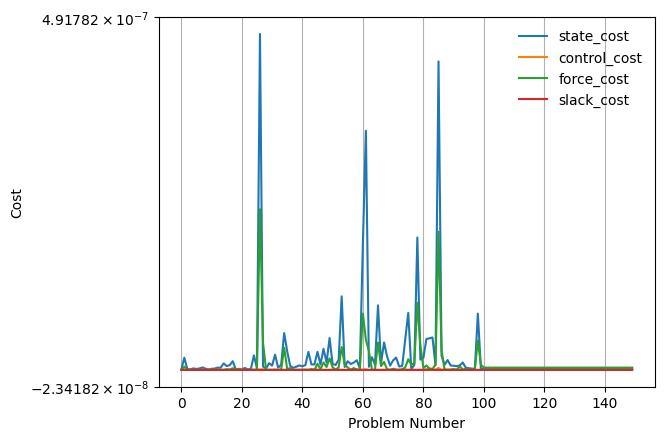 4.91782 × 10⁻⁷
state_cost
control_cost
force_cost
slack_cost
Cost
−2.34182 × 10⁻⁸
0 20 40 60 80 100 120 140
Problem Number